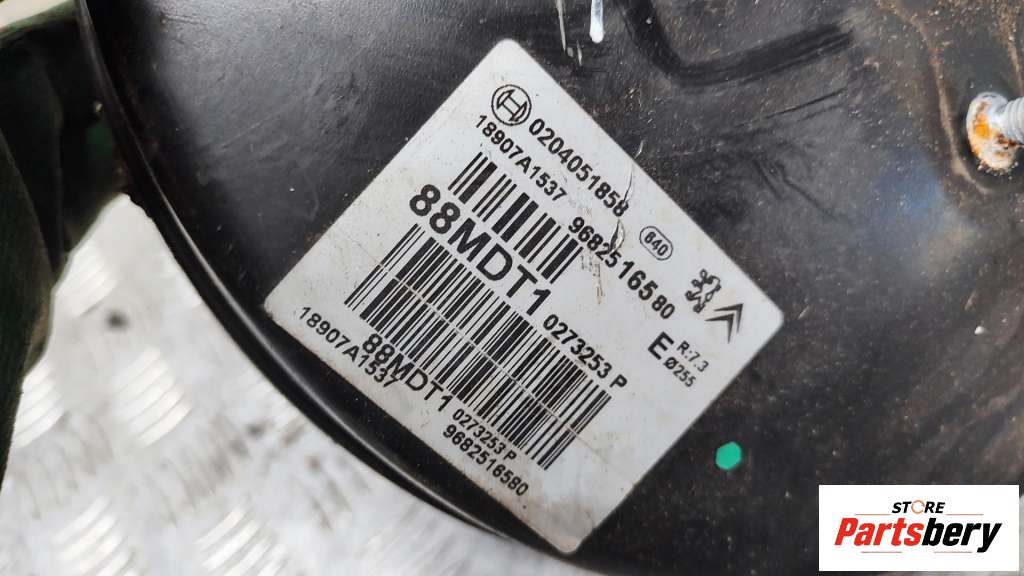 0204051858
18907A1537 9682516580
640
88MDT1 0273253 P
E R:7.3
Ø255
88MDT1 0273253 P
18907A1537 9682516580
STORE
Partsbery